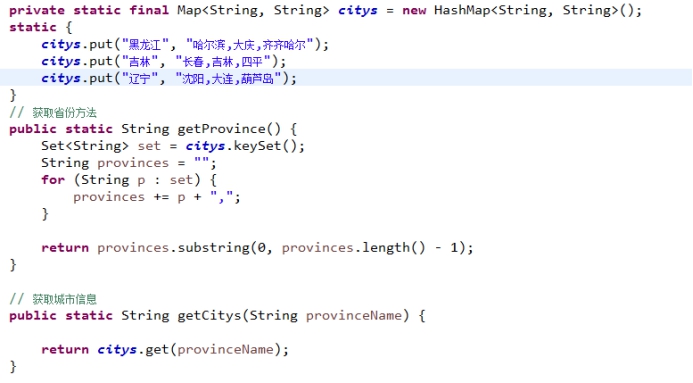 private static final Map<String, String> citys = new HashMap<String, String>();
static {
    citys.put("黑龙江", "哈尔滨,大庆,齐齐哈尔");
    citys.put("吉林", "长春,吉林,四平");
    citys.put("辽宁", "沈阳,大连,葫芦岛");
}
// 获取省份方法
public static String getProvince() {
    Set<String> set = citys.keySet();
    String provinces = "";
    for (String p : set) {
        provinces += p + ",";
    }
    return provinces.substring(0, provinces.length() - 1);
}
// 获取城市信息
public static String getCitys(String provinceName) {
    return citys.get(provinceName);
}